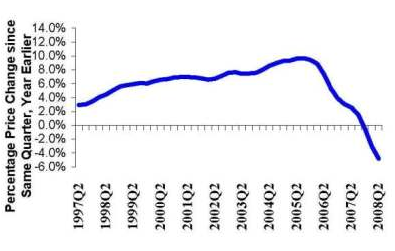 Percentage Price Change since
Same Quarter, Year Earlier
14.0%
12.0%
10.0%
8.0%
6.0%
4.0%
2.0%
0.0%
-2.0%
-4.0%
-6.0%
1997Q2
1998Q2
1999Q2
2000Q2
2001Q2
2002Q2
2003Q2
2004Q2
2005Q2
2006Q2
2007Q2
2008Q2